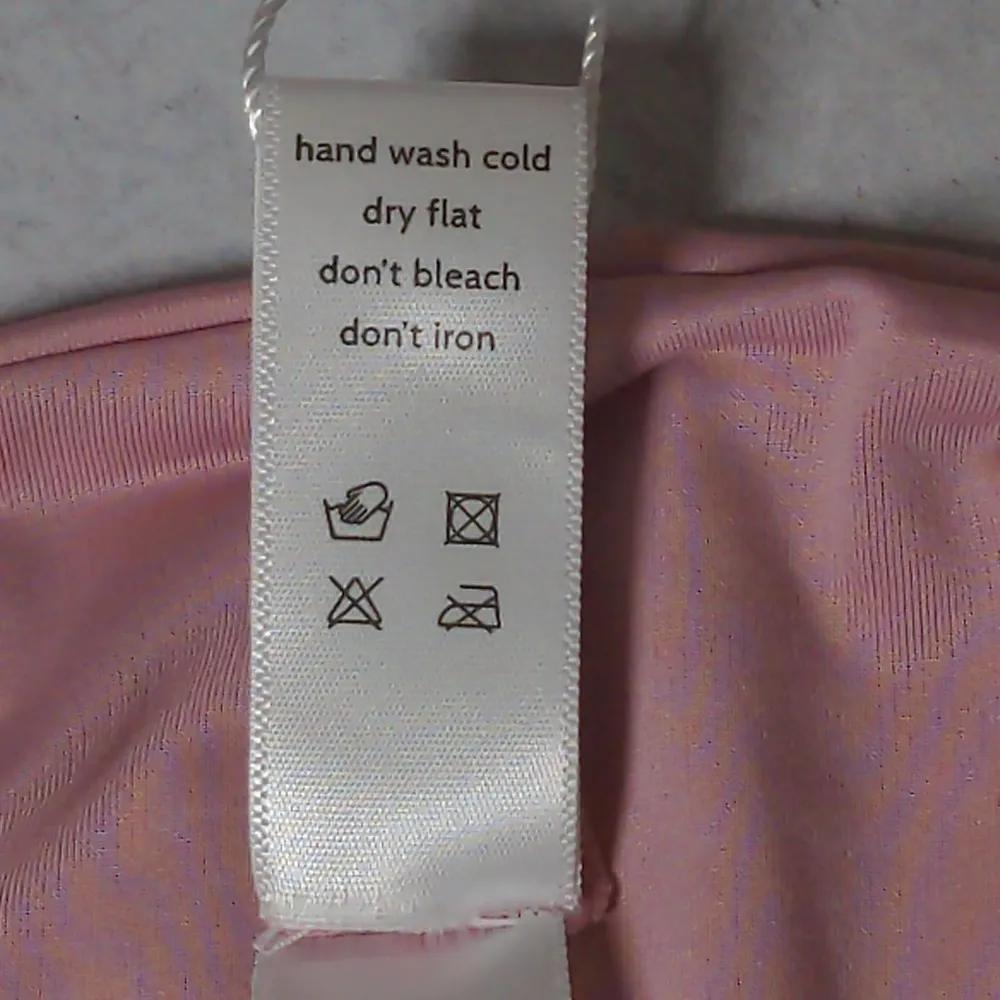 hand wash cold
dry flat
don't bleach
don't iron